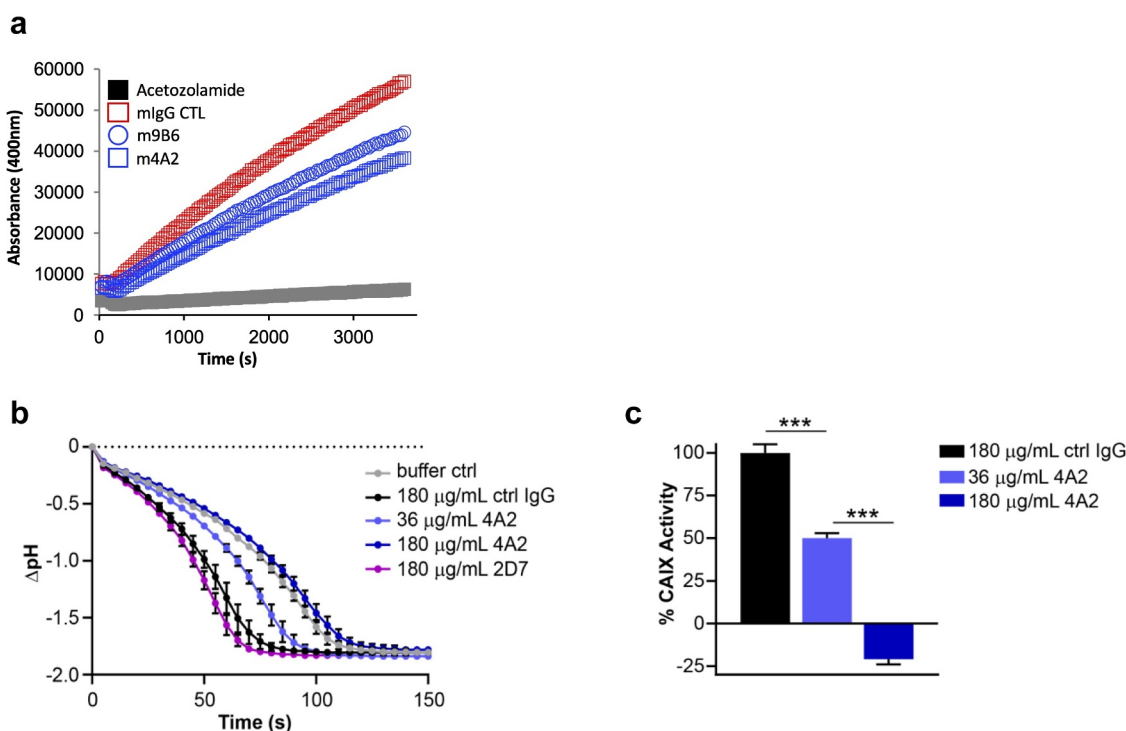 a
60000
50000
40000
30000
20000
10000
0
Absorbance (400nm)
Acetozolamide
mIgG CTL
m9B6
m4A2
0 1000 2000 3000
Time (s)
b
0
-0.5
-1.0
-1.5
-2.0
ΔpH
buffer ctrl
180 µg/mL ctrl IgG
36 µg/mL 4A2
180 µg/mL 4A2
180 µg/mL 2D7
0 50 100 150
Time (s)
c
100
75
50
25
0
-25
% CAIX Activity
***
***
180 µg/mL ctrl IgG
36 µg/mL 4A2
180 µg/mL 4A2